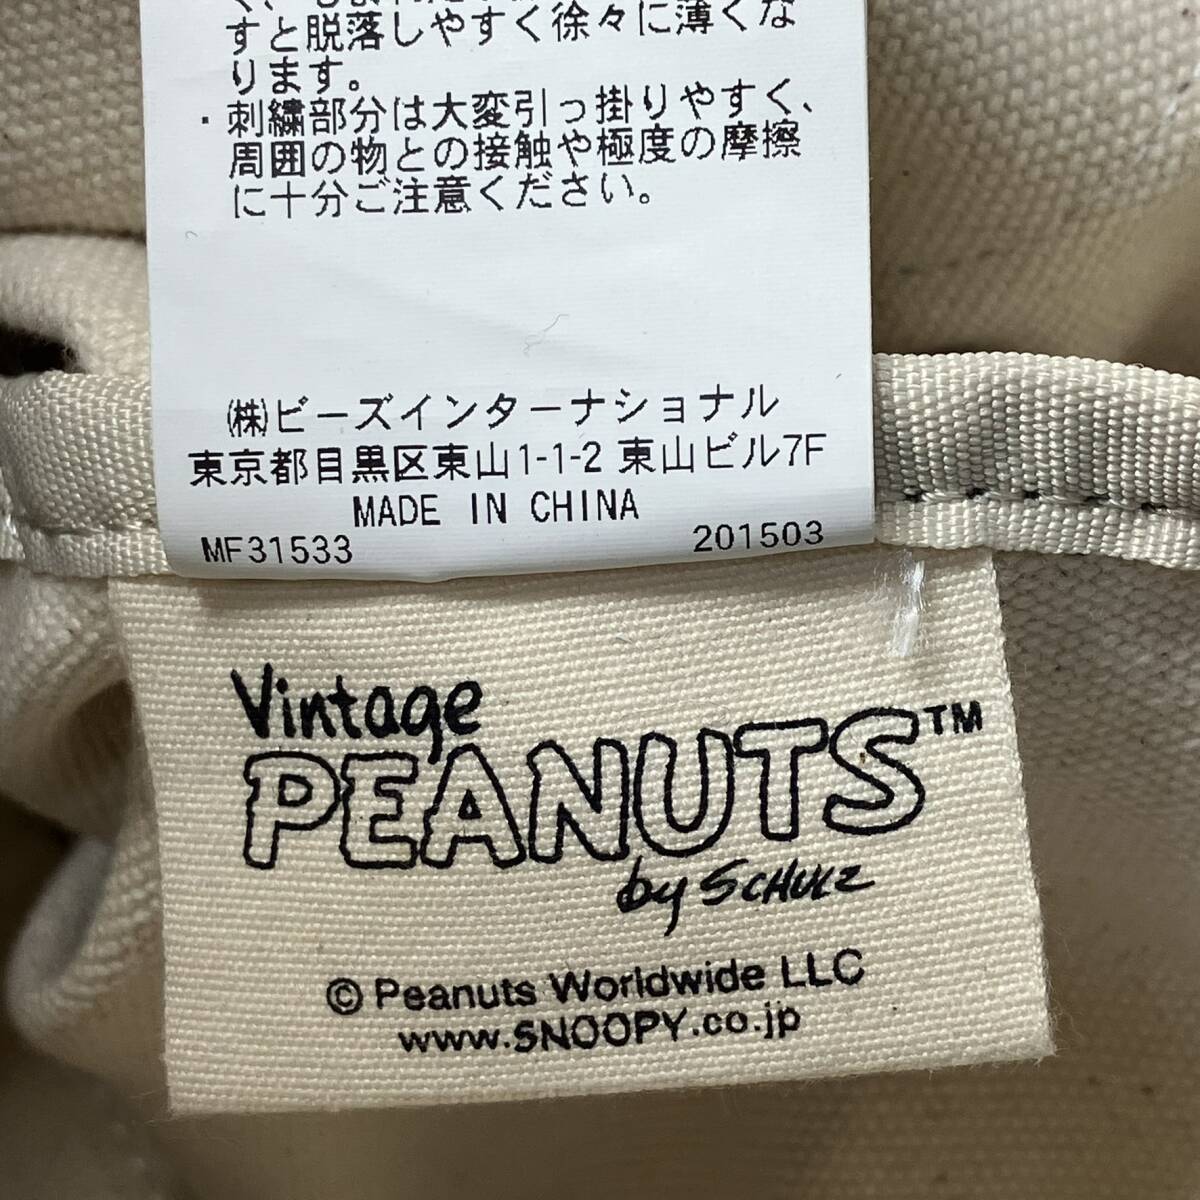 すと脱落しやすく徐々に薄くな
ります。
・刺繍部分は大変引っ掛りやすく、
周囲の物との接触や極度の摩擦
に十分ご注意ください。
㈱ビーズインターナショナル
東京都目黒区東山1-1-2 東山ビル7F
MADE IN CHINA
MF31533 201503
Vintage
PEANUTS™
by SCHULZ
© Peanuts Worldwide LLC
www.SNOOPY.co.jp